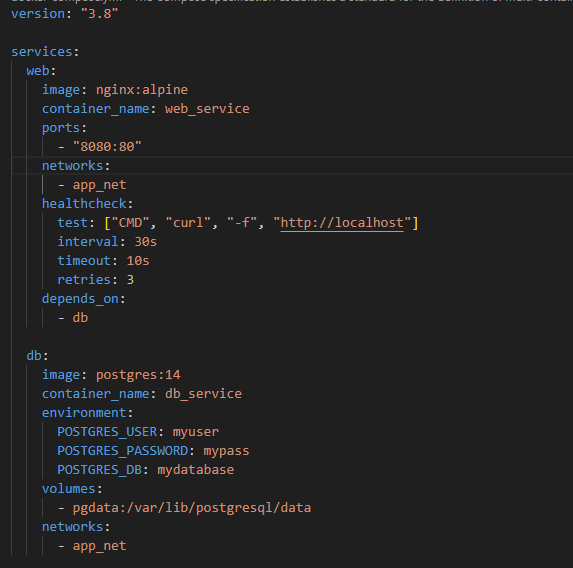 version: "3.8"
services:
web:
image: nginx:alpine
container_name: web_service
ports:
- "8080:80"
networks:
- app_net
healthcheck:
test: ["CMD", "curl", "-f", "http://localhost"]
interval: 30s
timeout: 10s
retries: 3
depends_on:
- db
db:
image: postgres:14
container_name: db_service
environment:
POSTGRES_USER: myuser
POSTGRES_PASSWORD: mypass
POSTGRES_DB: mydatabase
volumes:
- pgdata:/var/lib/postgresql/data
networks:
- app_net